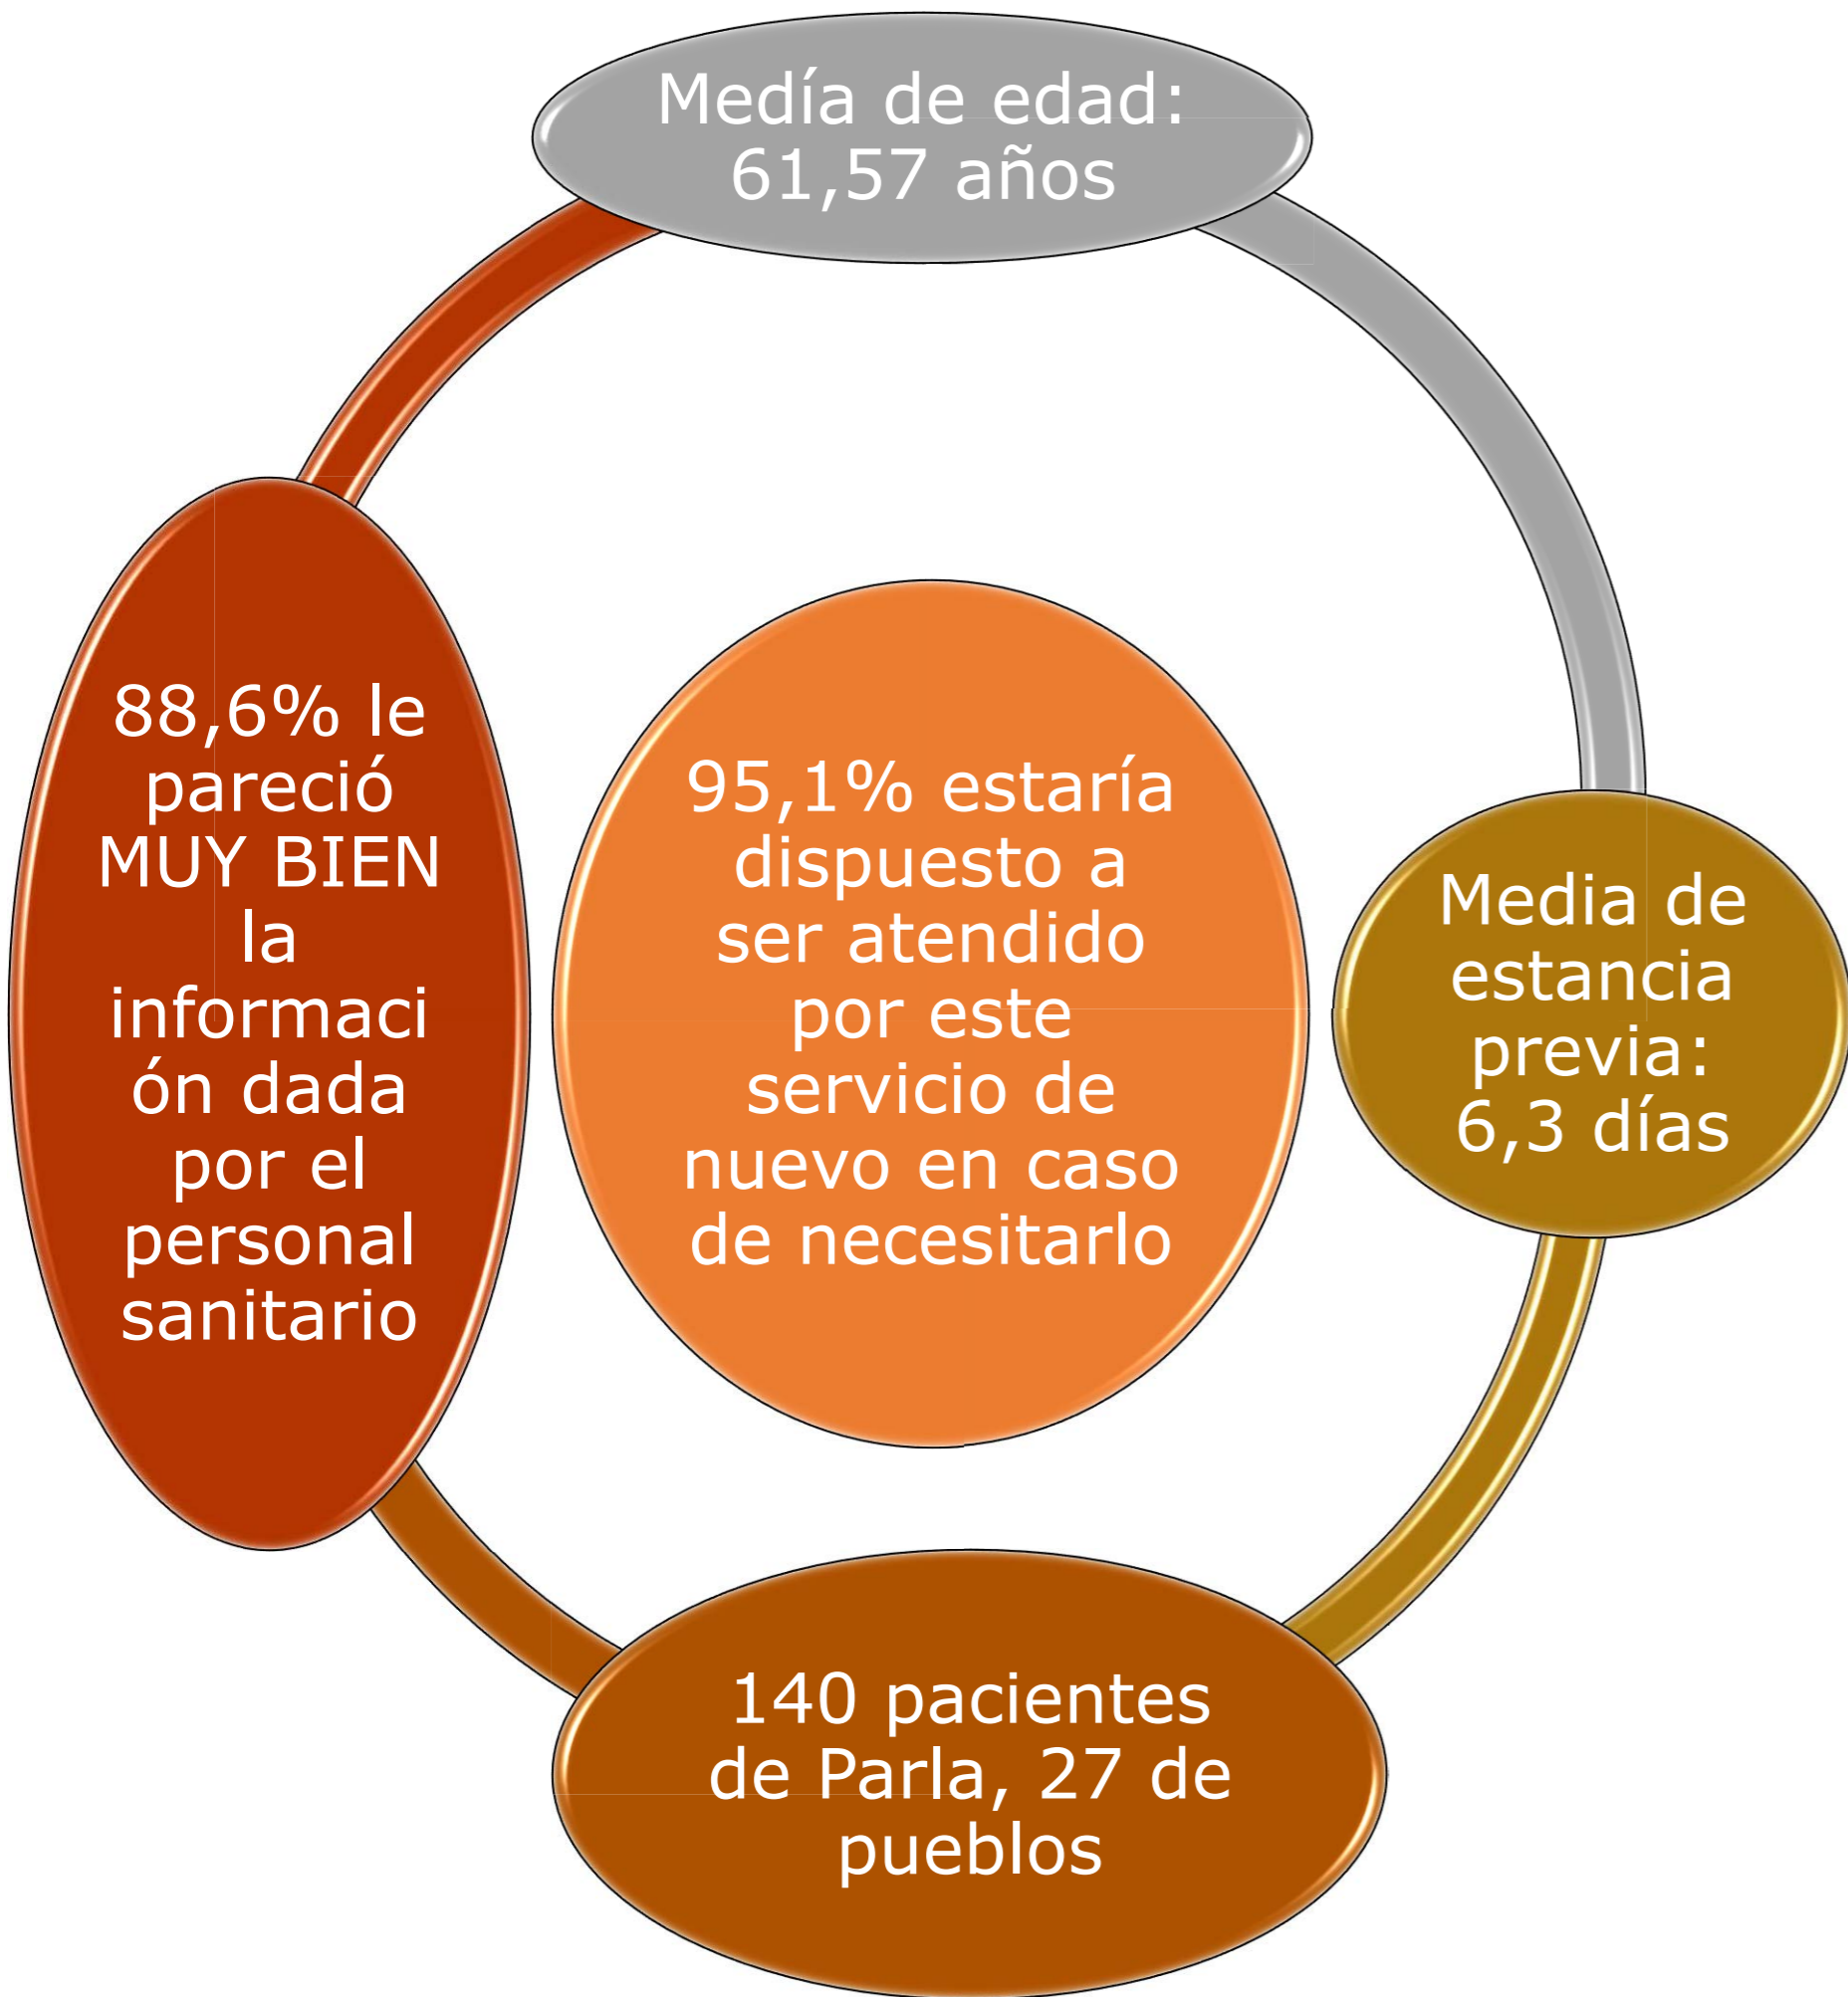 Medía de edad:
61,57 años
88,6% le
pareció
MUY BIEN
la
informaci
ón dada
por el
personal
sanitario
95,1% estaría
dispuesto a
ser atendido
por este
servicio de
nuevo en caso
de necesitarlo
Media de
estancia
previa:
6,3 días
140 pacientes
de Parla, 27 de
pueblos